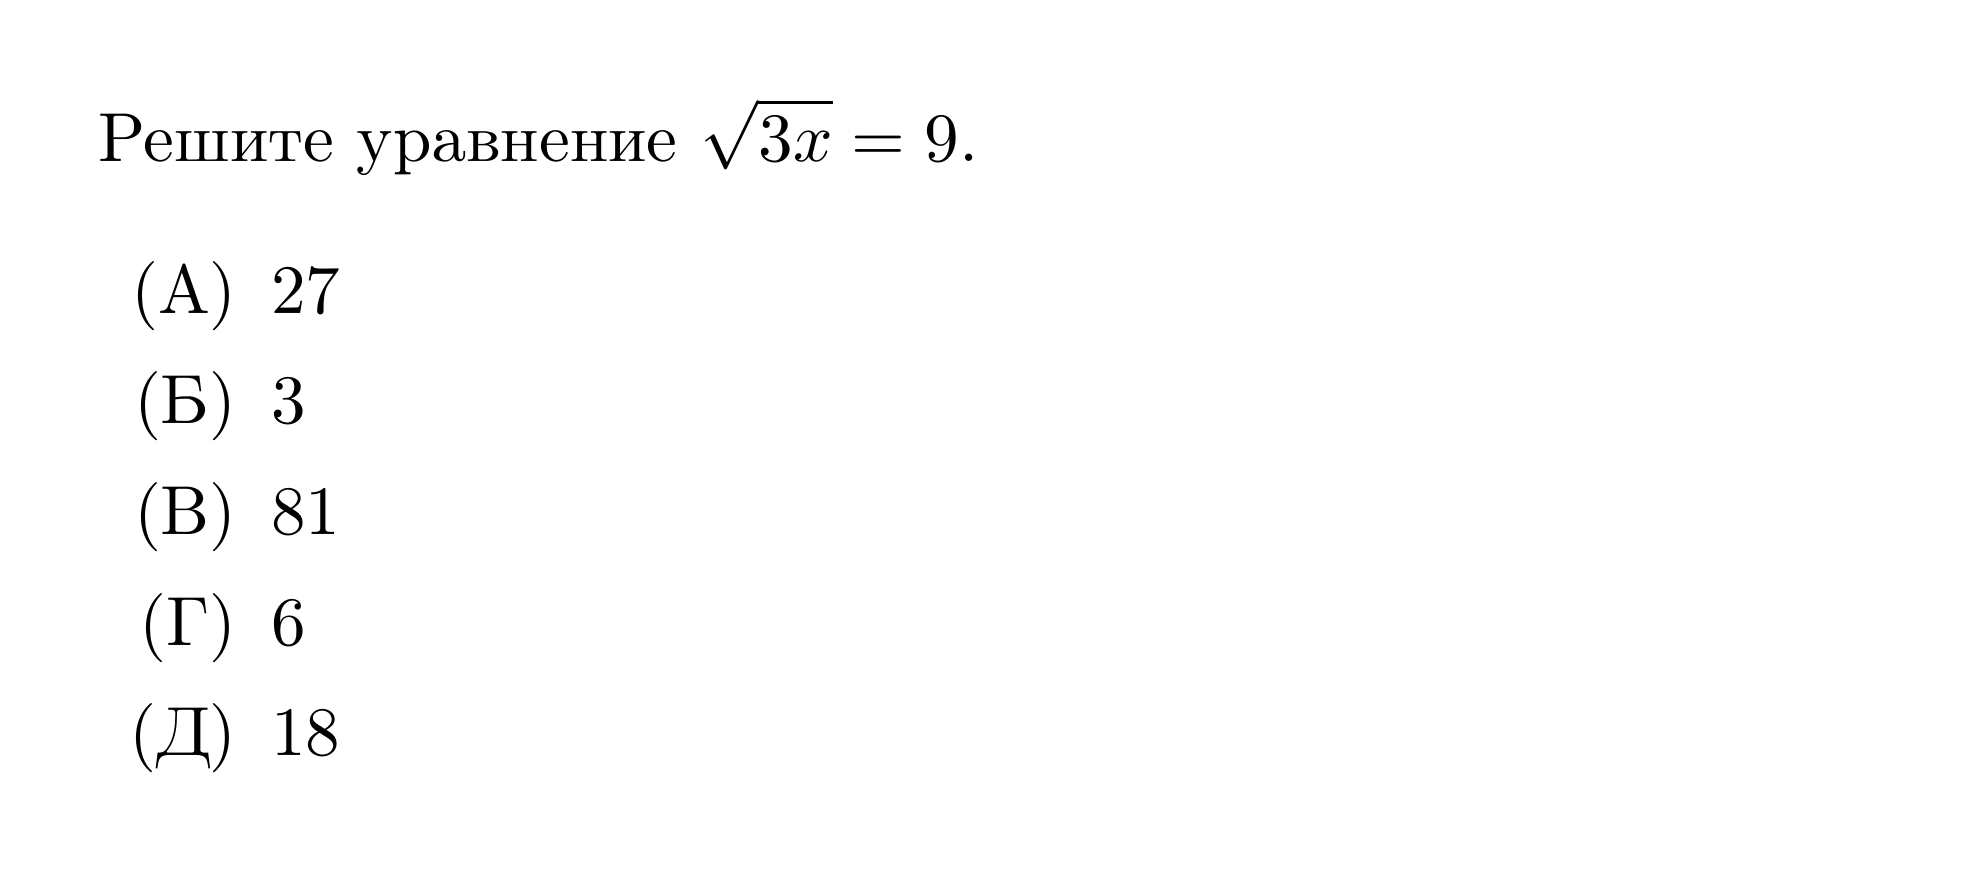 Решите уравнение √3x = 9.
(А) 27
(Б) 3
(В) 81
(Г) 6
(Д) 18